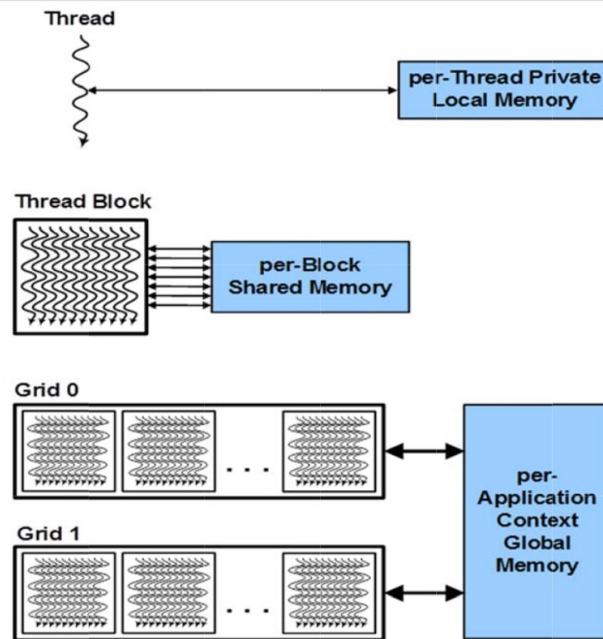 Thread
per-Thread Private
Local Memory
Thread Block
per-Block
Shared Memory
Grid 0
. . .
per-
Application
Context
Global
Memory
Grid 1
. . .